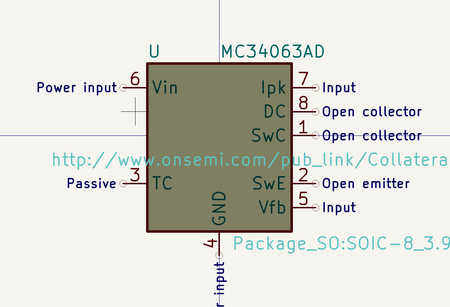 U MC34063AD
Power input 6 Vin Ipk 7 Input
DC 8 Open collector
SwC 1 Open collector
http://www.onsemi.com/pub_link/Collatera
Passive 3 TC SwE 2 Open emitter
Vfb 5 Input
GND
4
Package_SO:SOIC-8_3.9
r input